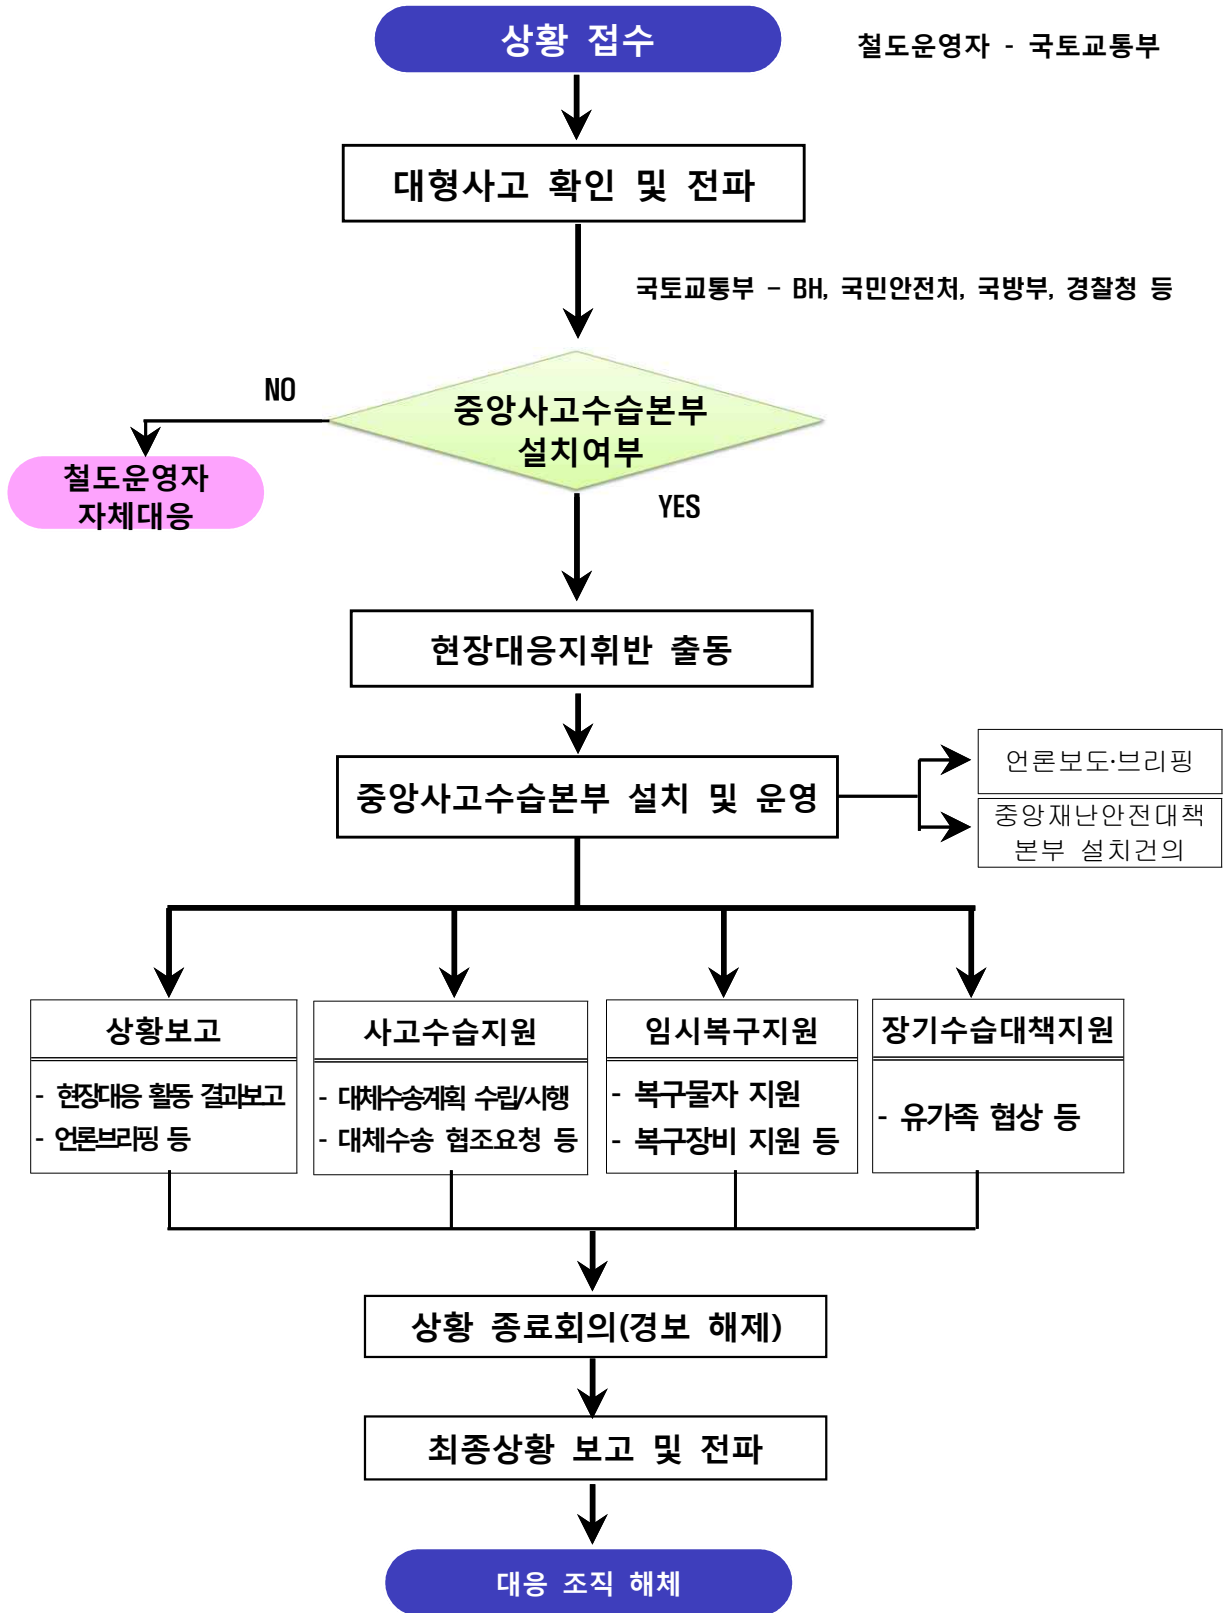 상황 접수
철도운영자 - 국토교통부
대형사고 확인 및 전파
국토교통부 – BH, 국민안전처, 국방부, 경찰청 등
NO
중앙사고수습본부
설치여부
철도운영자
자체대응
YES
현장대응지휘반 출동
중앙사고수습본부 설치 및 운영
언론보도·브리핑
중앙재난안전대책
본부 설치건의
상황보고
- 현장대응 활동 결과보고
- 언론브리핑 등
사고수습지원
- 대체수송계획 수립/시행
- 대체수송 협조요청 등
임시복구지원
- 복구물자 지원
- 복구장비 지원 등
장기수습대책지원
- 유가족 협상 등
상황 종료회의(경보 해제)
최종상황 보고 및 전파
대응 조직 해체